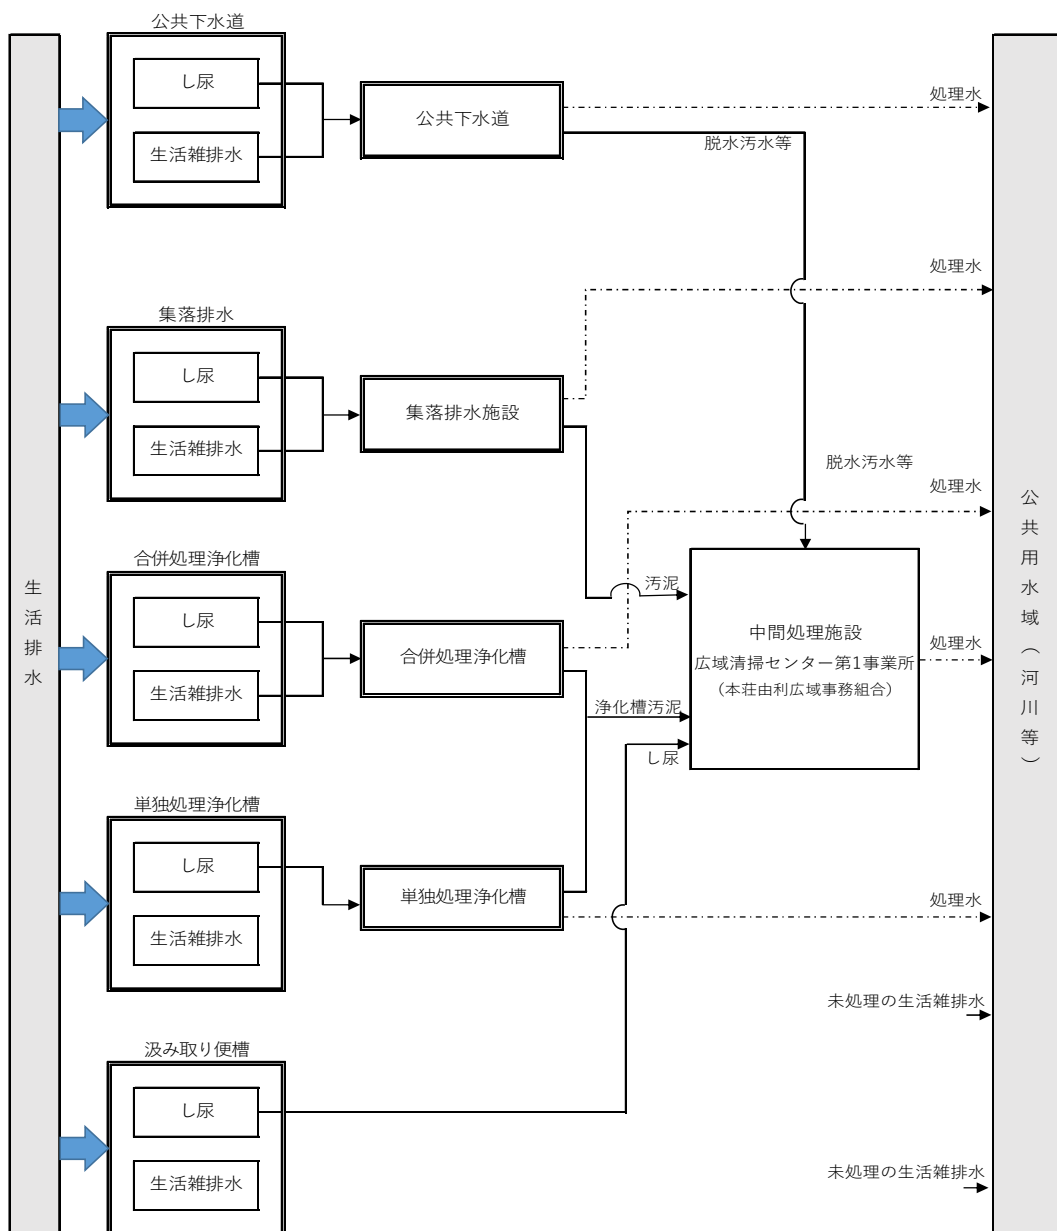 公共下水道
し尿
生活雑排水
公共下水道
処理水
脱水汚水等
処理水
集落排水
し尿
生活雑排水
集落排水施設
脱水汚水等
処理水
合併処理浄化槽
し尿
生活雑排水
合併処理浄化槽
汚泥
浄化槽汚泥
し尿
中間処理施設
広域清掃センター第1事業所
（本荘由利広域事務組合）
処理水
単独処理浄化槽
し尿
生活雑排水
単独処理浄化槽
処理水
未処理の生活雑排水
汲み取り便槽
し尿
生活雑排水
未処理の生活雑排水
生活排水
公共用水域（河川等）